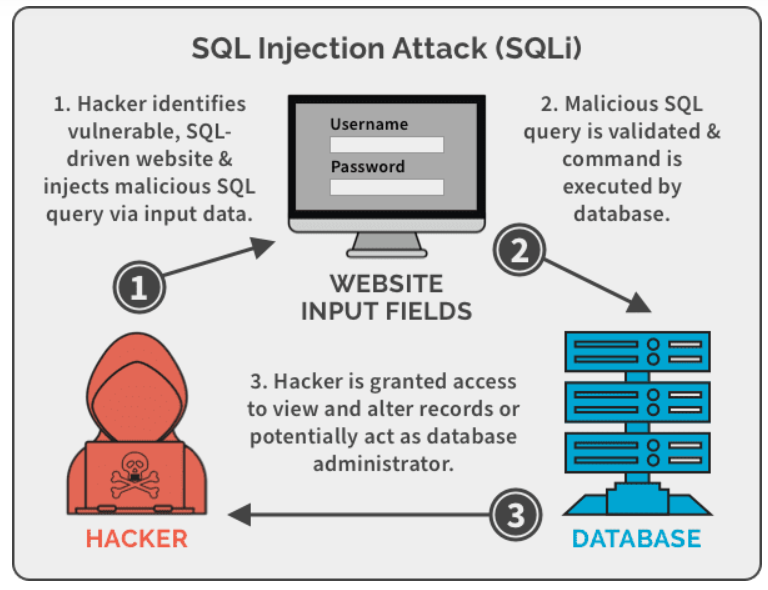 SQL Injection Attack (SQLi)
1. Hacker identifies
vulnerable, SQL-
driven website &
injects malicious SQL
query via input data.
Username
Password
2. Malicious SQL
query is validated &
command is
executed by
database.
1
2
WEBSITE
INPUT FIELDS
3. Hacker is granted access
to view and alter records or
potentially act as database
administrator.
3
HACKER
DATABASE